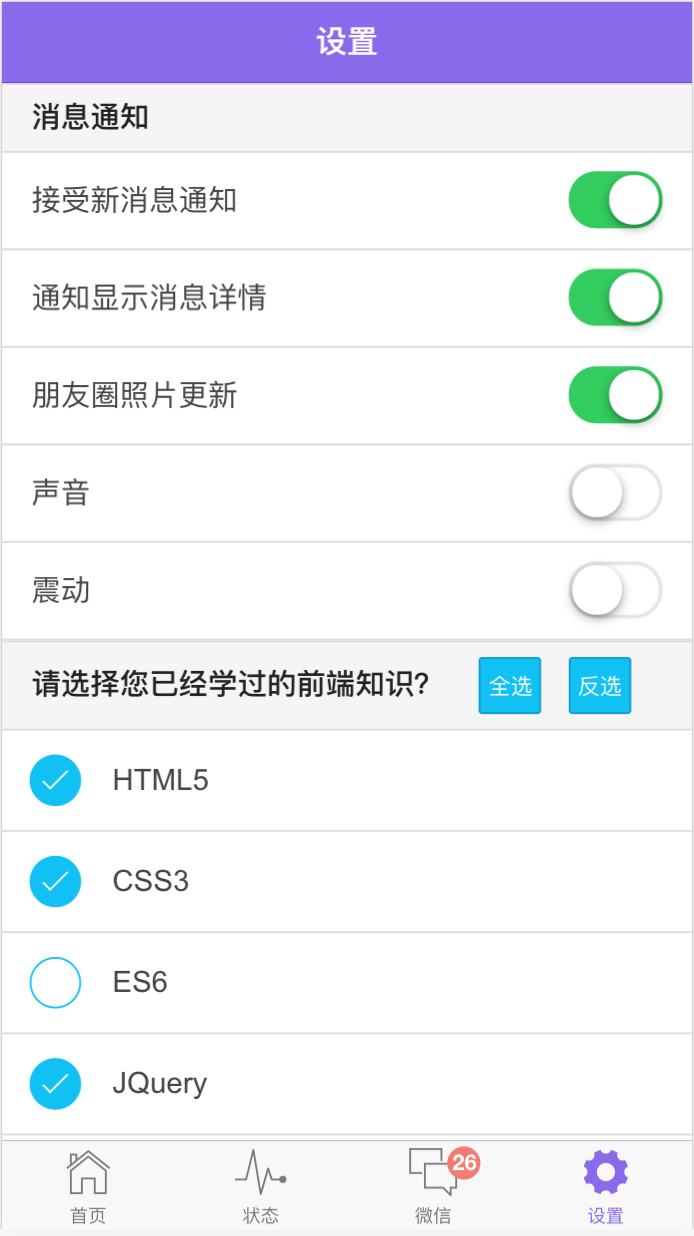 设置
消息通知
接受新消息通知
通知显示消息详情
朋友圈照片更新
声音
震动
请选择您已经学过的前端知识? 全选 反选
HTML5
CSS3
ES6
JQuery
26
首页 状态 微信 设置